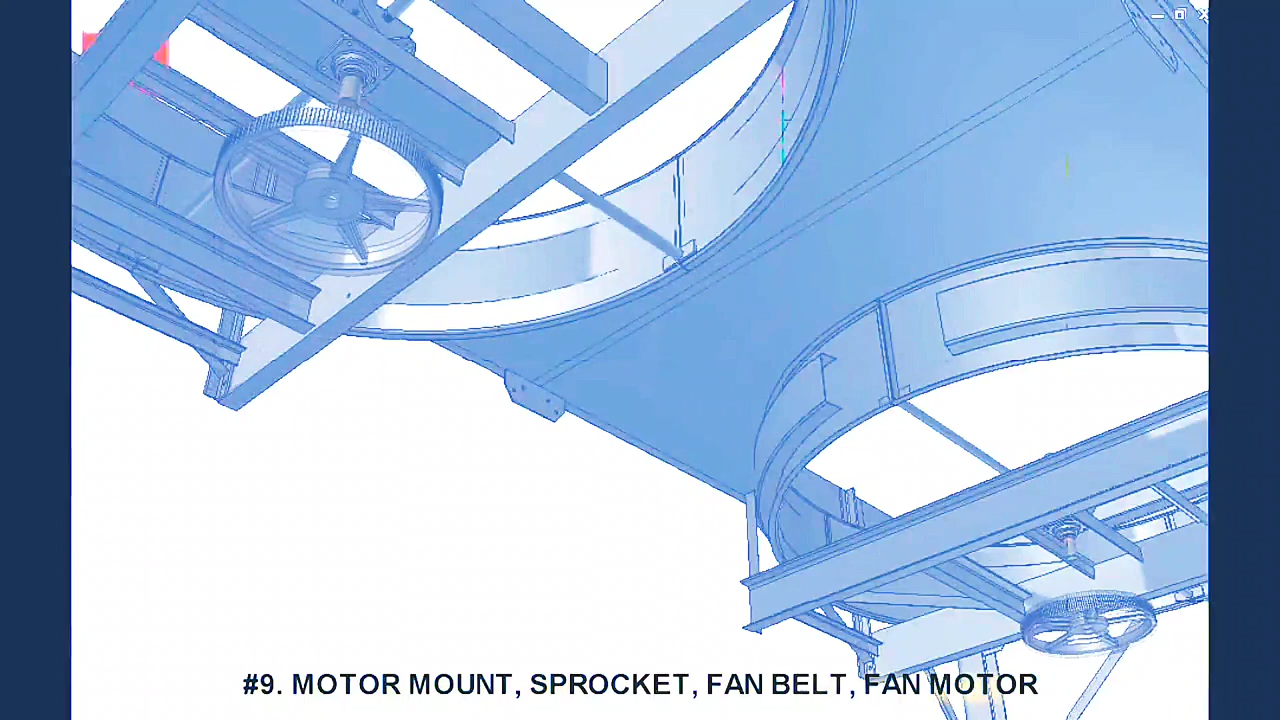 #9. MOTOR MOUNT, SPROCKET, FAN BELT, FAN MOTOR